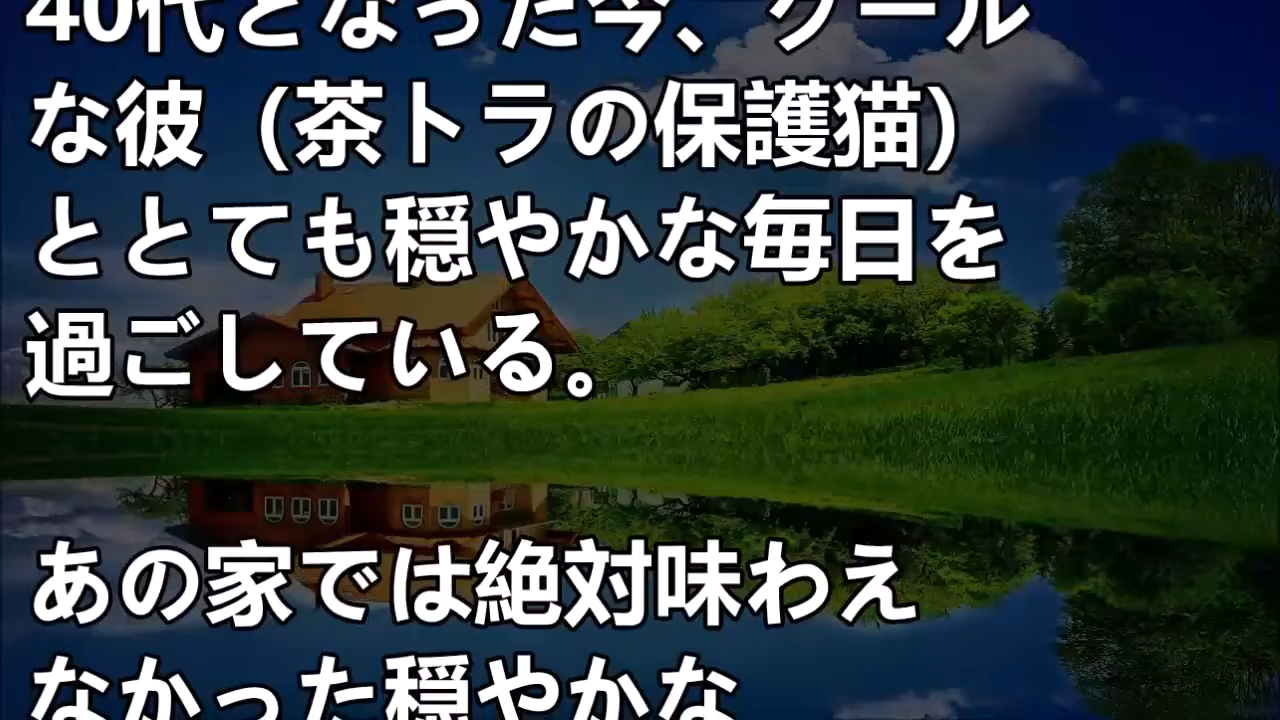 40代となった今、クール
な彼（茶トラの保護猫）
ととても穏やかな毎日を
過ごしている。
あの家では絶対味わえ
なかった穏やかな